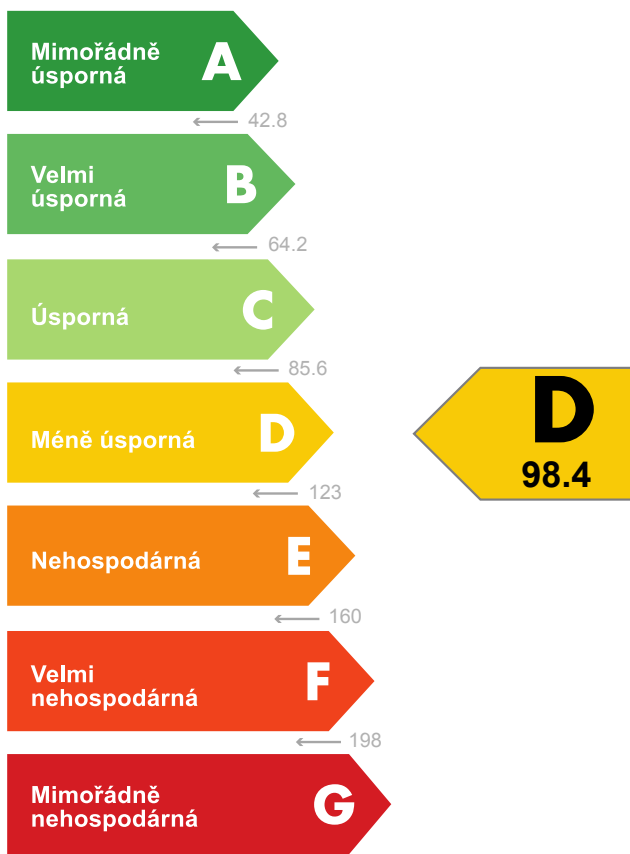 Mimořádně
úsporná
A
42.8
Velmi
úsporná
B
64.2
Úsporná
C
85.6
Méně úsporná
D
D
98.4
123
Nehospodárná
E
160
Velmi
nehospodárná
F
198
Mimořádně
nehospodárná
G